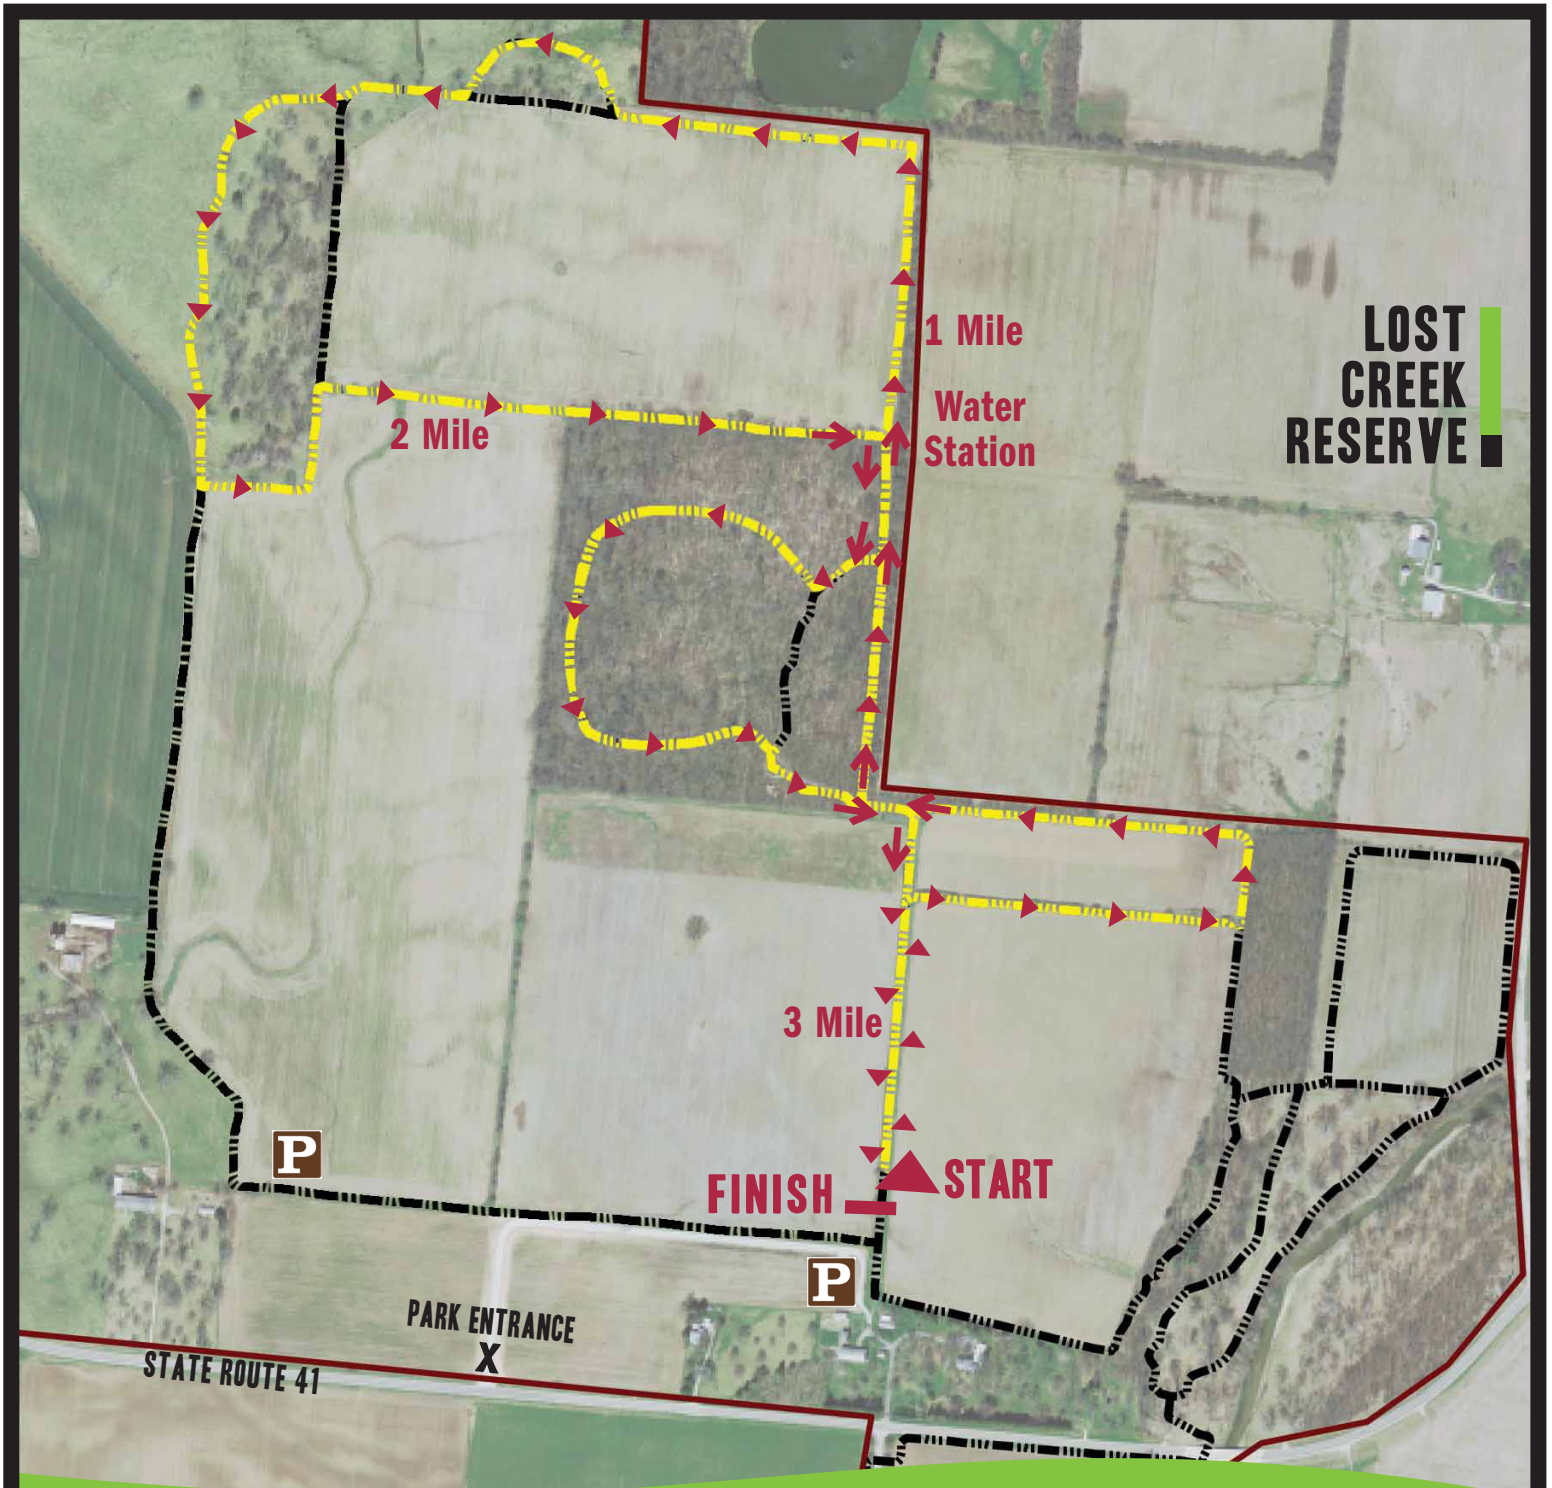 1 Mile
LOST
CREEK
RESERVE
Water
Station
2 Mile
3 Mile
P
START
FINISH
P
PARK ENTRANCE
X
STATE ROUTE 41